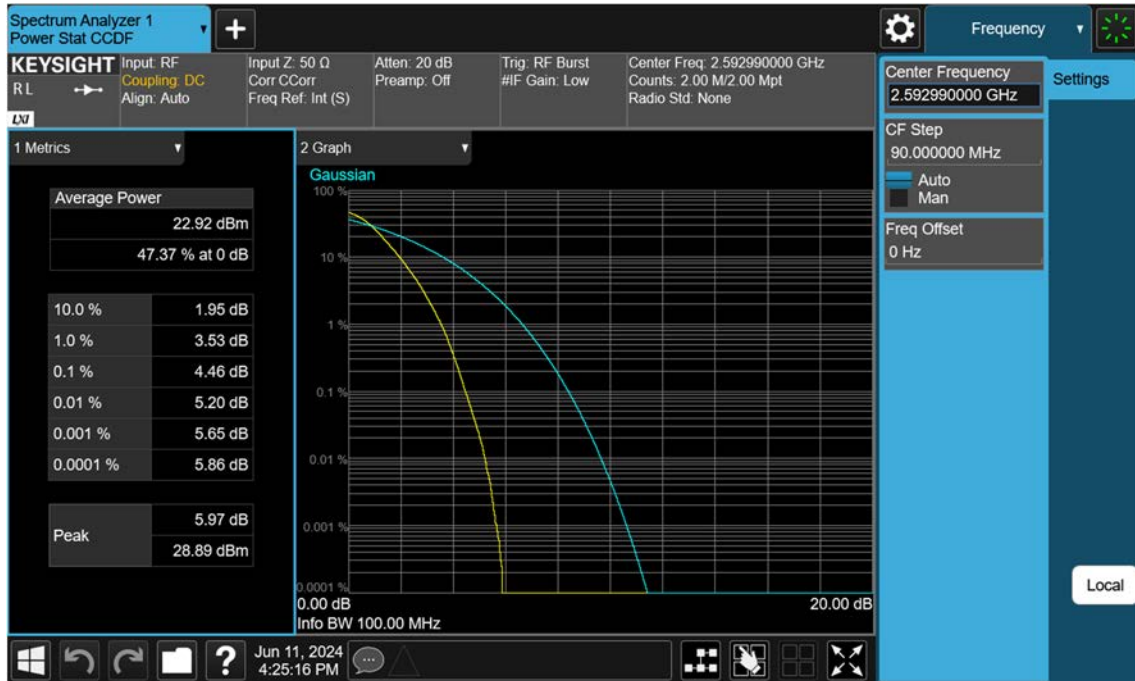 Spectrum Analyzer 1
Power Stat CCDF
Frequency
KEYSIGHT
R L
LXI
Input: RF
Coupling: DC
Align: Auto
Input Z: 50 Ω
Corr CCorr
Freq Ref: Int (S)
Atten: 20 dB
Preamp: Off
Trig: RF Burst
#IF Gain: Low
Center Freq: 2.592990000 GHz
Counts: 2.00 M/2.00 Mpt
Radio Std: None
Center Frequency
2.592990000 GHz
Settings
CF Step
90.000000 MHz
Auto
Man
Freq Offset
0 Hz
1 Metrics
Average Power
22.92 dBm
47.37 % at 0 dB
10.0 % 1.95 dB
1.0 % 3.53 dB
0.1 % 4.46 dB
0.01 % 5.20 dB
0.001 % 5.65 dB
0.0001 % 5.86 dB
Peak
5.97 dB
28.89 dBm
2 Graph
Gaussian
100 %
10 %
1 %
0.1 %
0.01 %
0.001 %
0.0001 %
0.00 dB 20.00 dB
Info BW 100.00 MHz
Local
?
Jun 11, 2024
4:25:16 PM